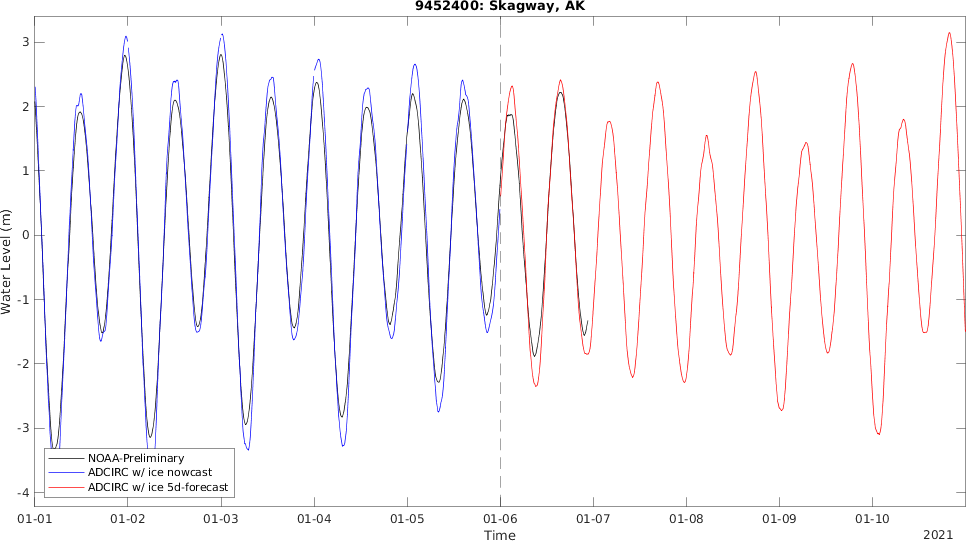 9452400: Skagway, AK
3
2
1
0
-1
-2
-3
-4
Water Level (m)
NOAA-Preliminary
ADCIRC w/ ice nowcast
ADCIRC w/ ice 5d-forecast
01-01 01-02 01-03 01-04 01-05 01-06 01-07 01-08 01-09 01-10
Time
2021